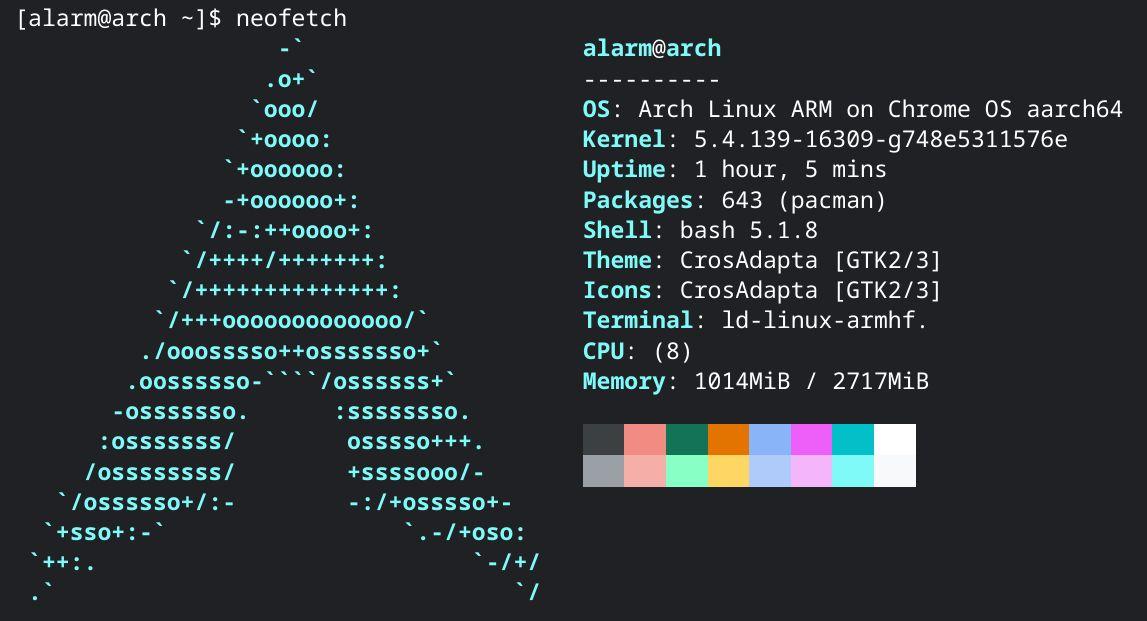 [alarm@arch ~]$ neofetch
                   -`                    alarm@arch
                  .o+`                   ----------
                 `ooo/                   OS: Arch Linux ARM on Chrome OS aarch64
                `+oooo:                  Kernel: 5.4.139-16309-g748e5311576e
               `+oooooo:                 Uptime: 1 hour, 5 mins
               -+oooooo+:                Packages: 643 (pacman)
             `/:-:++oooo+:               Shell: bash 5.1.8
            `/++++/+++++++:              Theme: CrosAdapta [GTK2/3]
           `/++++++++++++++:             Icons: CrosAdapta [GTK2/3]
          `/+++ooooooooooooo/`           Terminal: ld-linux-armhf.
         ./ooosssso++osssssso+`          CPU: (8)
        .oossssso-````/ossssss+`         Memory: 1014MiB / 2717MiB
       -osssssso.      :ssssssso.
      :osssssss/        osssso+++.
     /ossssssss/        +ssssooo/-
   `/ossssso+/:-        -:/+osssso+-
  `+sso+:-`                 `.-/+oso:
 `++:.                           `-/+/
 .`                                 `/